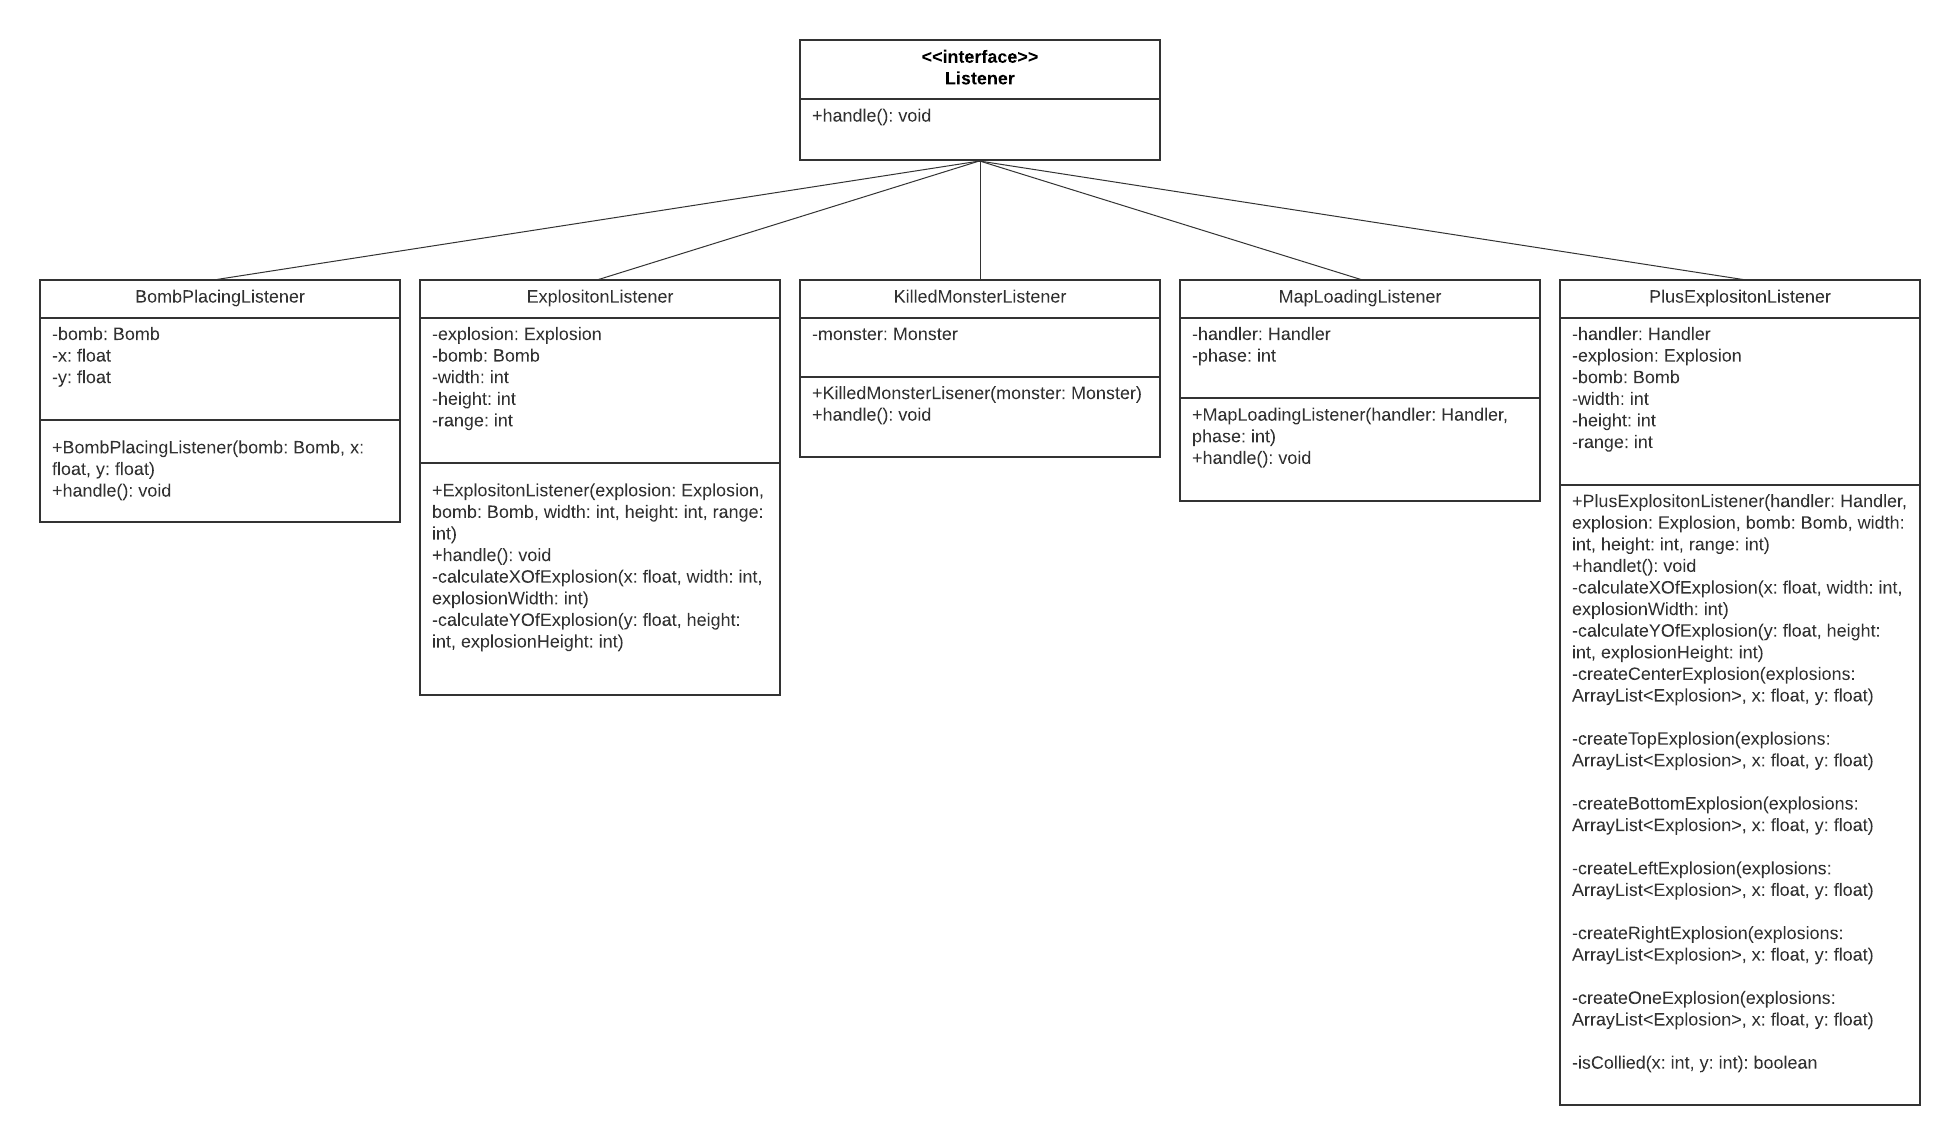 <<interface>>
Listener
+handle(): void
BombPlacingListener
-bomb: Bomb
-x: float
-y: float
+BombPlacingListener(bomb: Bomb, x:
float, y: float)
+handle(): void
ExplositonListener
-explosion: Explosion
-bomb: Bomb
-width: int
-height: int
-range: int
+ExplositonListener(explosion: Explosion,
bomb: Bomb, width: int, height: int, range:
int)
+handle(): void
-calculateXOfExplosion(x: float, width: int,
explosionWidth: int)
-calculateYOfExplosion(y: float, height:
int, explosionHeight: int)
KilledMonsterListener
-monster: Monster
+KilledMonsterLisener(monster: Monster)
+handle(): void
MapLoadingListener
-handler: Handler
-phase: int
+MapLoadingListener(handler: Handler,
phase: int)
+handle(): void
PlusExplositonListener
-handler: Handler
-explosion: Explosion
-bomb: Bomb
-width: int
-height: int
-range: int
+PlusExplositonListener(handler: Handler,
explosion: Explosion, bomb: Bomb, width:
int, height: int, range: int)
+handlet(): void
-calculateXOfExplosion(x: float, width: int,
explosionWidth: int)
-calculateYOfExplosion(y: float, height:
int, explosionHeight: int)
-createCenterExplosion(explosions:
ArrayList<Explosion>, x: float, y: float)
-createTopExplosion(explosions:
ArrayList<Explosion>, x: float, y: float)
-createBottomExplosion(explosions:
ArrayList<Explosion>, x: float, y: float)
-createLeftExplosion(explosions:
ArrayList<Explosion>, x: float, y: float)
-createRightExplosion(explosions:
ArrayList<Explosion>, x: float, y: float)
-createOneExplosion(explosions:
ArrayList<Explosion>, x: float, y: float)
-isCollied(x: int, y: int): boolean